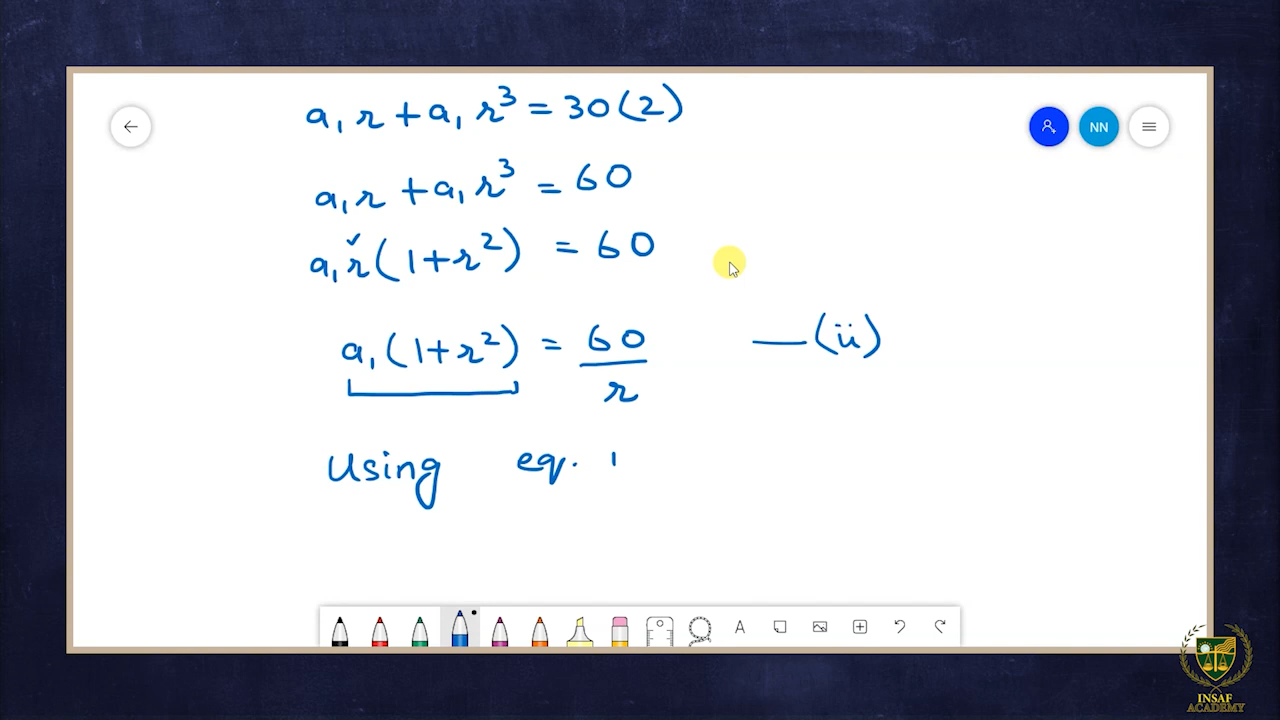 a₁r + a₁r³ = 30(2)
NN
a₁r + a₁r³ = 60
a₁r(1+r²) = 60
a₁(1+r²) = 60/r —(ii)
Using eq. 1
A
INSAF
ACADEMY